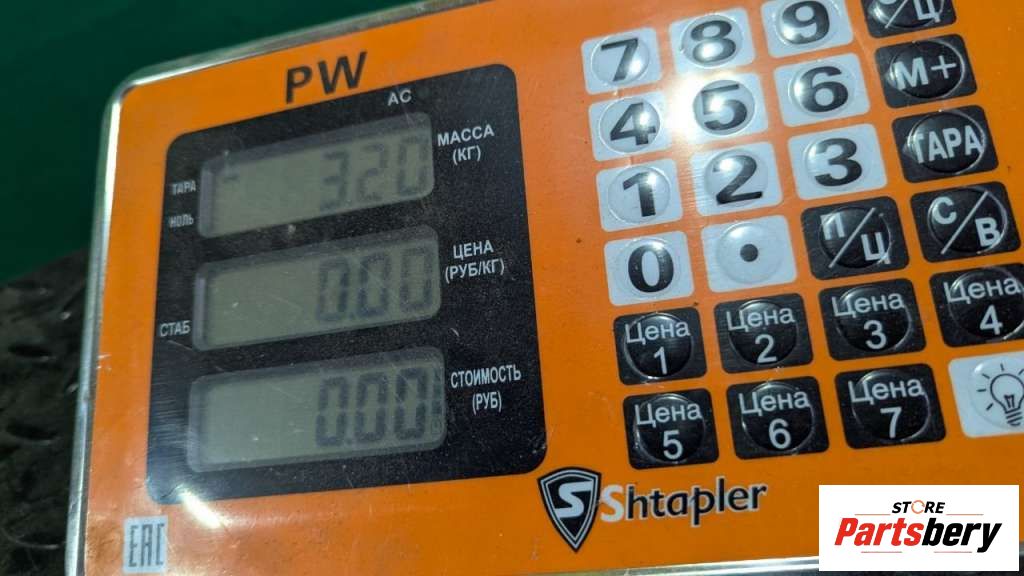 PW
AC
ТАРА
НОЛЬ
- 3.20
МАССА
(КГ)
0.00
ЦЕНА
(РУБ/КГ)
СТАБ
0.00
СТОИМОСТЬ
(РУБ)
7 8 9
4 5 6 М+
1 2 3 ТАРА
0 . П/Ц С/В
Цена 1
Цена 2
Цена 3
Цена 4
Цена 5
Цена 6
Цена 7
S Shtapler
EAC
STORE
Partsbery